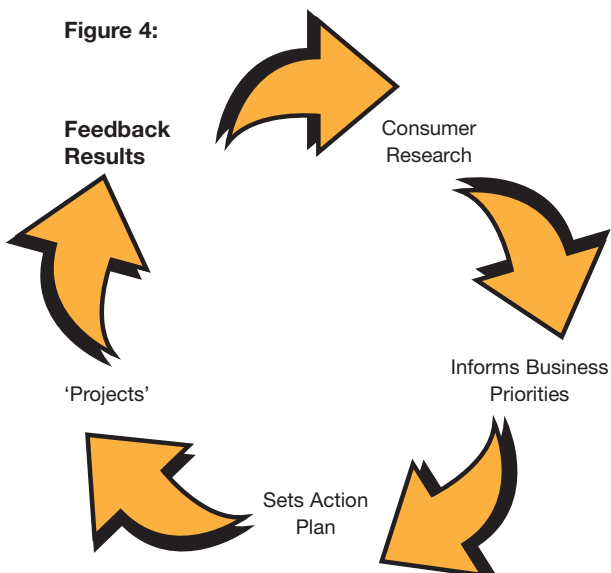 Figure 4:
Feedback
Results
Consumer
Research
Informs Business
Priorities
Sets Action
Plan
‘Projects’